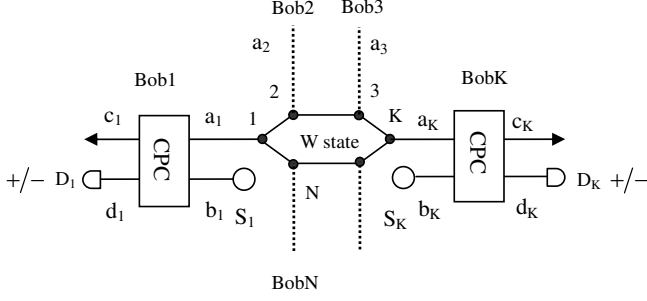 Bob2 Bob3
a2 a3
Bob1 BobK
2 3
c1 a1 1 K aK cK
CPC W state CPC
+/− D1 DK +/−
d1 b1 S1 N SK bK dK
BobN